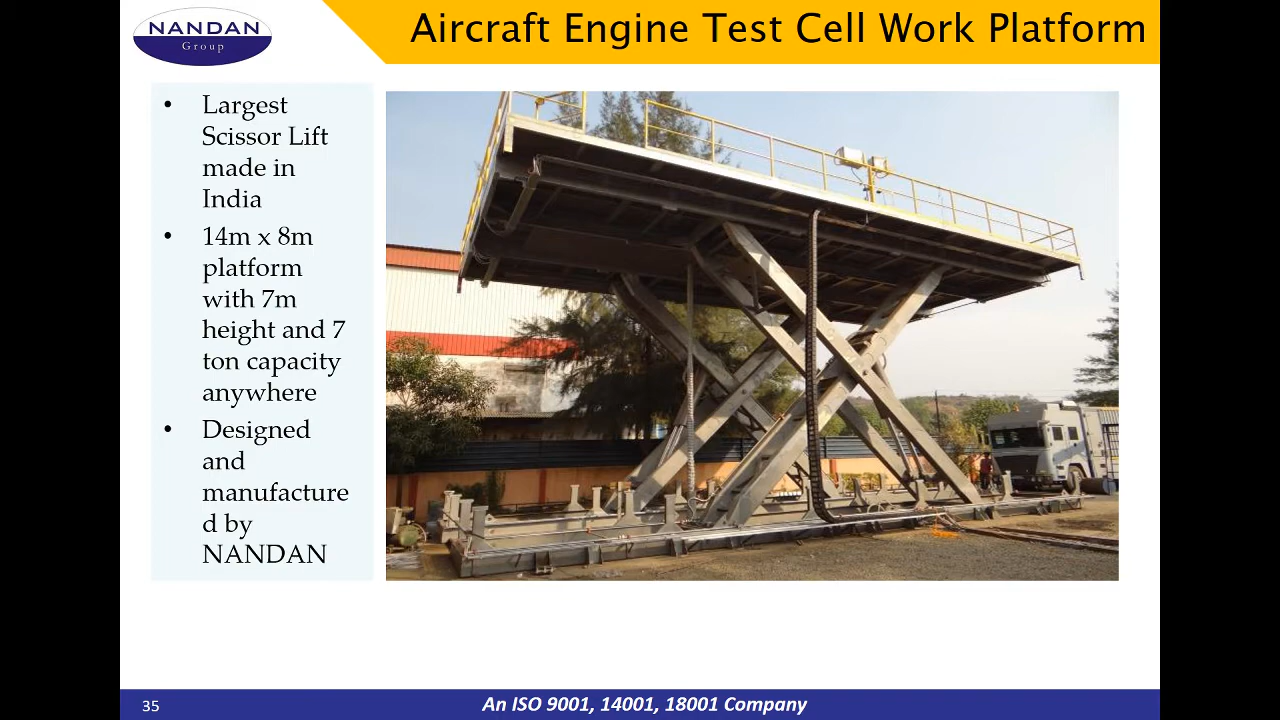 NANDAN
Group
Aircraft Engine Test Cell Work Platform
• Largest
Scissor Lift
made in
India
• 14m x 8m
platform
with 7m
height and 7
ton capacity
anywhere
• Designed
and
manufacture
d by
NANDAN
35
An ISO 9001, 14001, 18001 Company